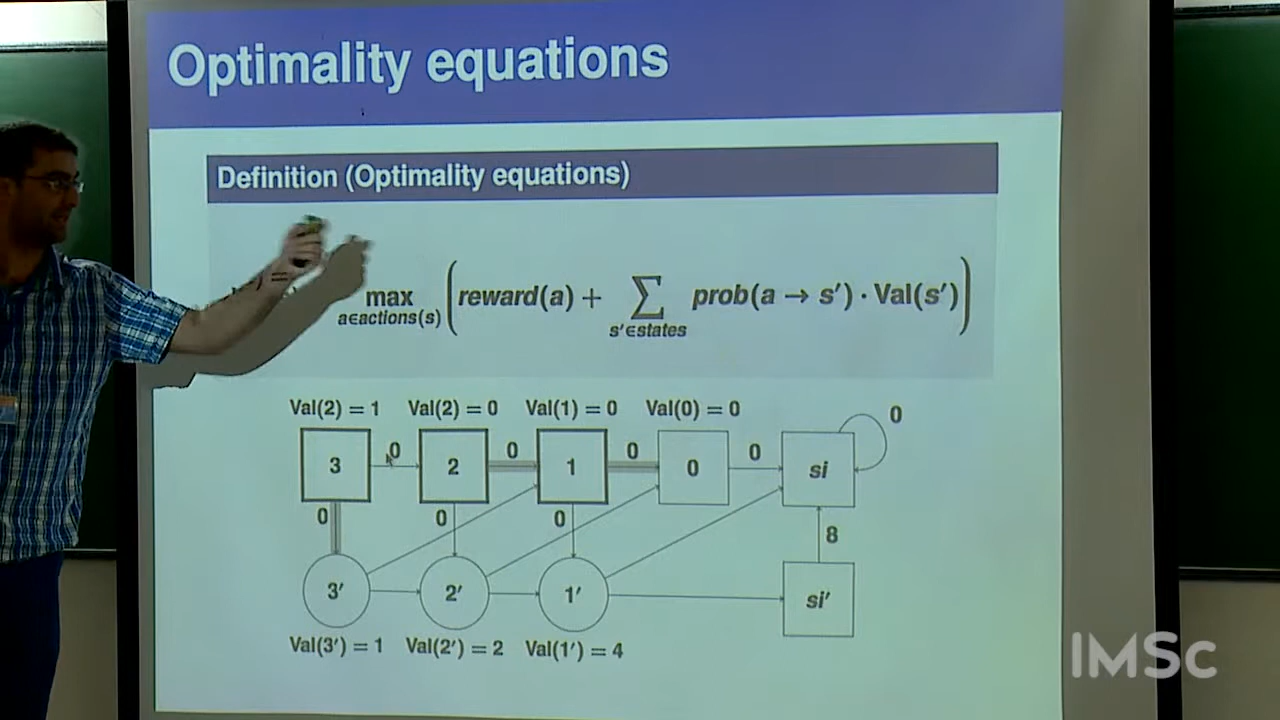 Optimality equations
Definition (Optimality equations)
max a∈actions(s) ( reward(a) + ∑ s′∈states prob(a → s′) · Val(s′) )
Val(2) = 1 Val(2) = 0 Val(1) = 0 Val(0) = 0
0
3 0 2 0 1 0 0 0 si
0 0 0
8
3′ 2′ 1′ si′
Val(3′) = 1 Val(2′) = 2 Val(1′) = 4
IMSc